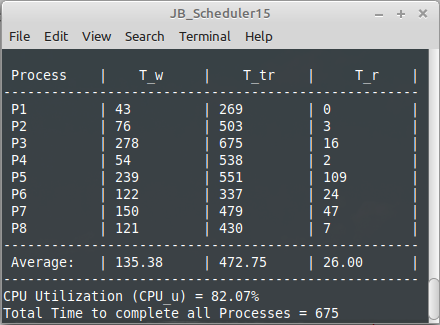 JB_Scheduler15
File Edit View Search Terminal Help
Process | T_w | T_tr | T_r |
----------------------------------------------------
P1 | 43 | 269 | 0 |
P2 | 76 | 503 | 3 |
P3 | 278 | 675 | 16 |
P4 | 54 | 538 | 2 |
P5 | 239 | 551 | 109 |
P6 | 122 | 337 | 24 |
P7 | 150 | 479 | 47 |
P8 | 121 | 430 | 7 |
----------------------------------------------------
Average: | 135.38 | 472.75 | 26.00 |
----------------------------------------------------
CPU Utilization (CPU_u) = 82.07%
Total Time to complete all Processes = 675